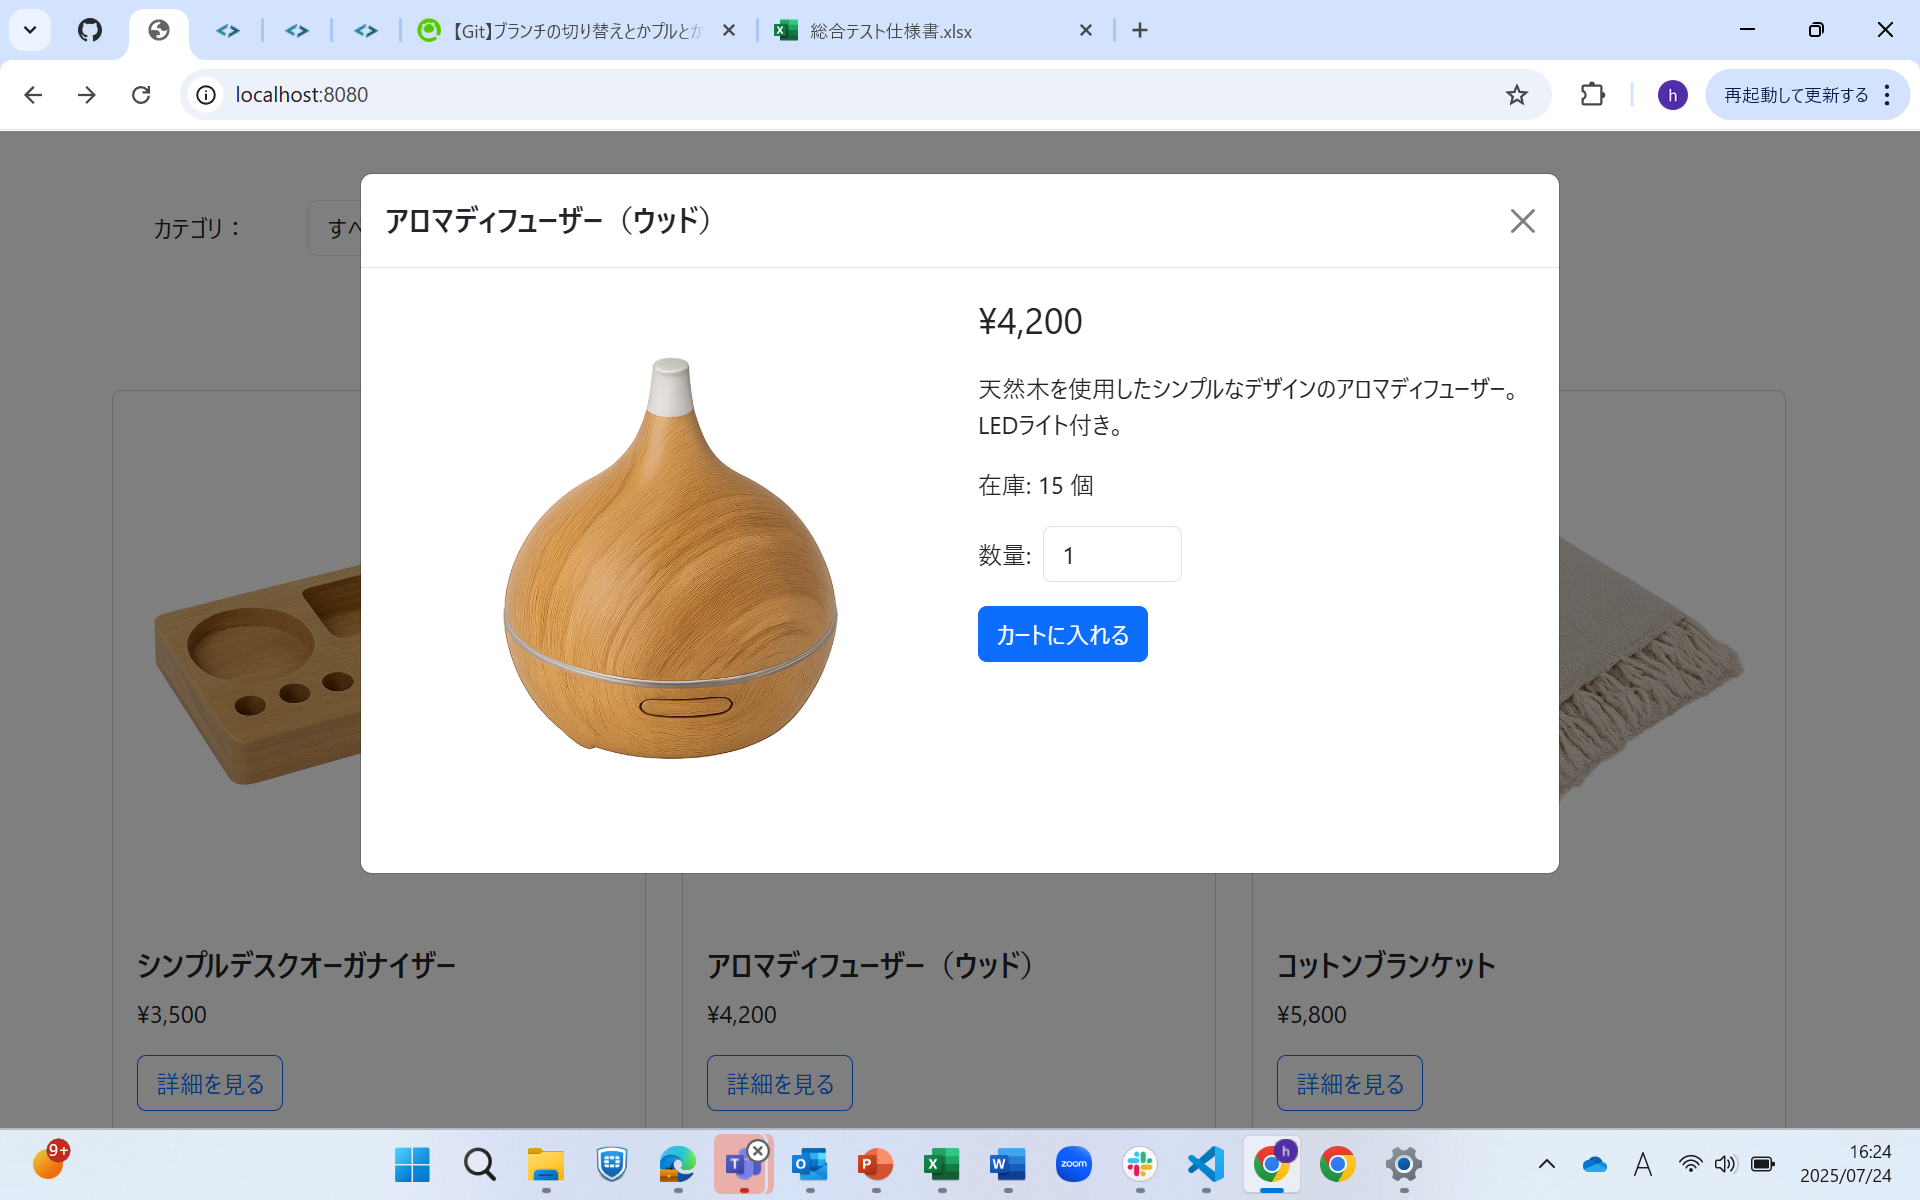 【Git】ブランチの切り替えとかプルとか
総合テスト仕様書.xlsx
localhost:8080
h
再起動して更新する
カテゴリ：
すべ
アロマディフューザー（ウッド）
¥4,200
天然木を使用したシンプルなデザインのアロマディフューザー。
LEDライト付き。
在庫: 15 個
数量: 1
カートに入れる
シンプルデスクオーガナイザー
¥3,500
詳細を見る
アロマディフューザー（ウッド）
¥4,200
詳細を見る
コットンブランケット
¥5,800
詳細を見る
9+
zoom
h
A
16:24
2025/07/24